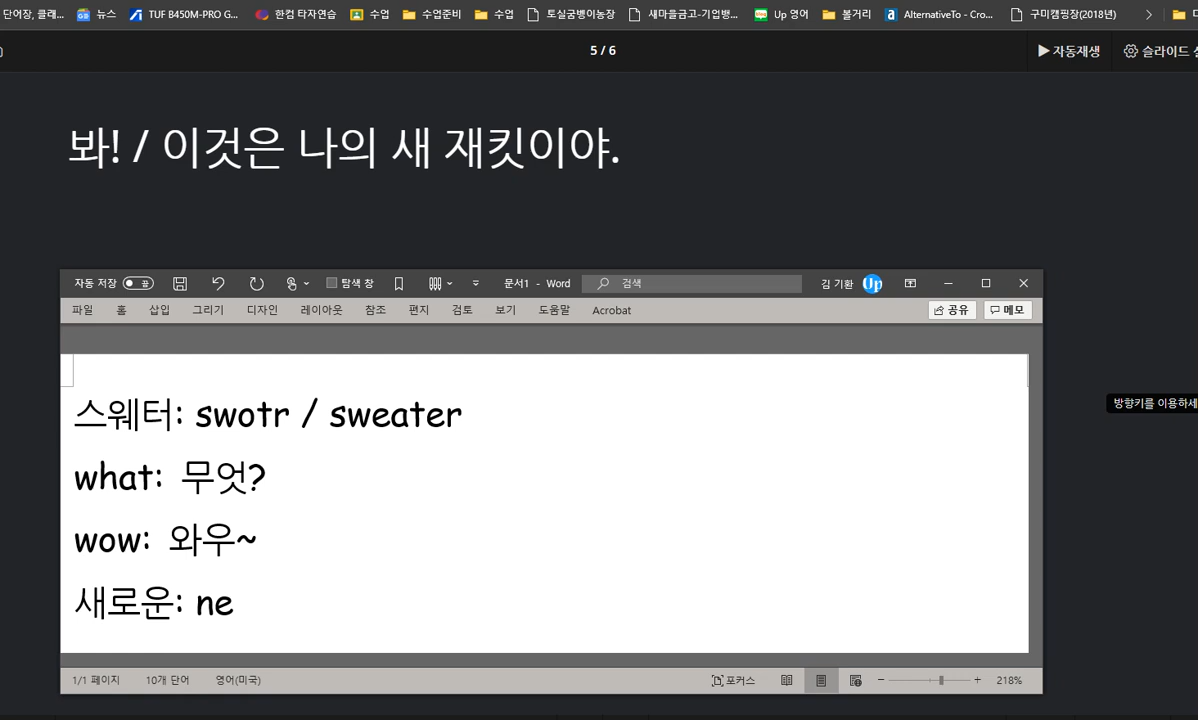 단어장, 클래... 뉴스 TUF B450M-PRO G... 한컴 타자연습 수업 수업준비 수업 토실굼벵이농장 새마을금고-기업뱅... Up 영어 볼거리 AlternativeTo - Cro... 구미캠핑장(2018년)
5 / 6 자동재생 슬라이드
봐! / 이것은 나의 새 재킷이야.
자동 저장 끔 탐색 창 문서1 - Word 검색 김 기환 Up
파일 홈 삽입 그리기 디자인 레이아웃 참조 편지 검토 보기 도움말 Acrobat 공유 메모
스웨터: swotr / sweater
방향키를 이용하세
what: 무엇?
wow: 와우~
새로운: ne
1/1 페이지 10개 단어 영어(미국) 포커스 218%